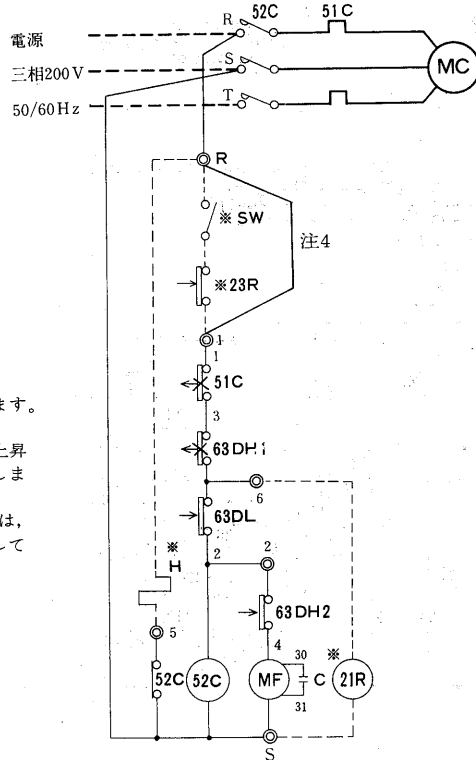 52C 51C
電源 R
三相200V S MC
50/60Hz T
R
※SW
注4
※23R
1
1
51C
ます。
3
上昇
63DH1
しま
6
は,
63DL
して
※ 2 2
H
63DH2
5
4
30 ※
52C 52C MF C 21R
31
S